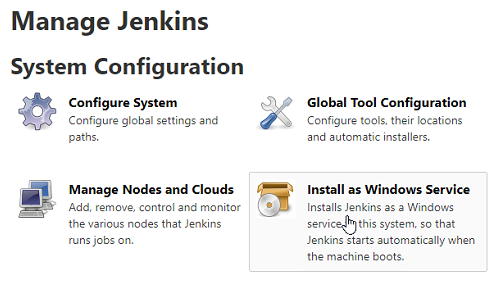 Manage Jenkins
System Configuration
Configure System
Configure global settings and
paths.
Global Tool Configuration
Configure tools, their locations
and automatic installers.
Manage Nodes and Clouds
Add, remove, control and monitor
the various nodes that Jenkins
runs jobs on.
Install as Windows Service
Installs Jenkins as a Windows
service this system, so that
Jenkins starts automatically when
the machine boots.